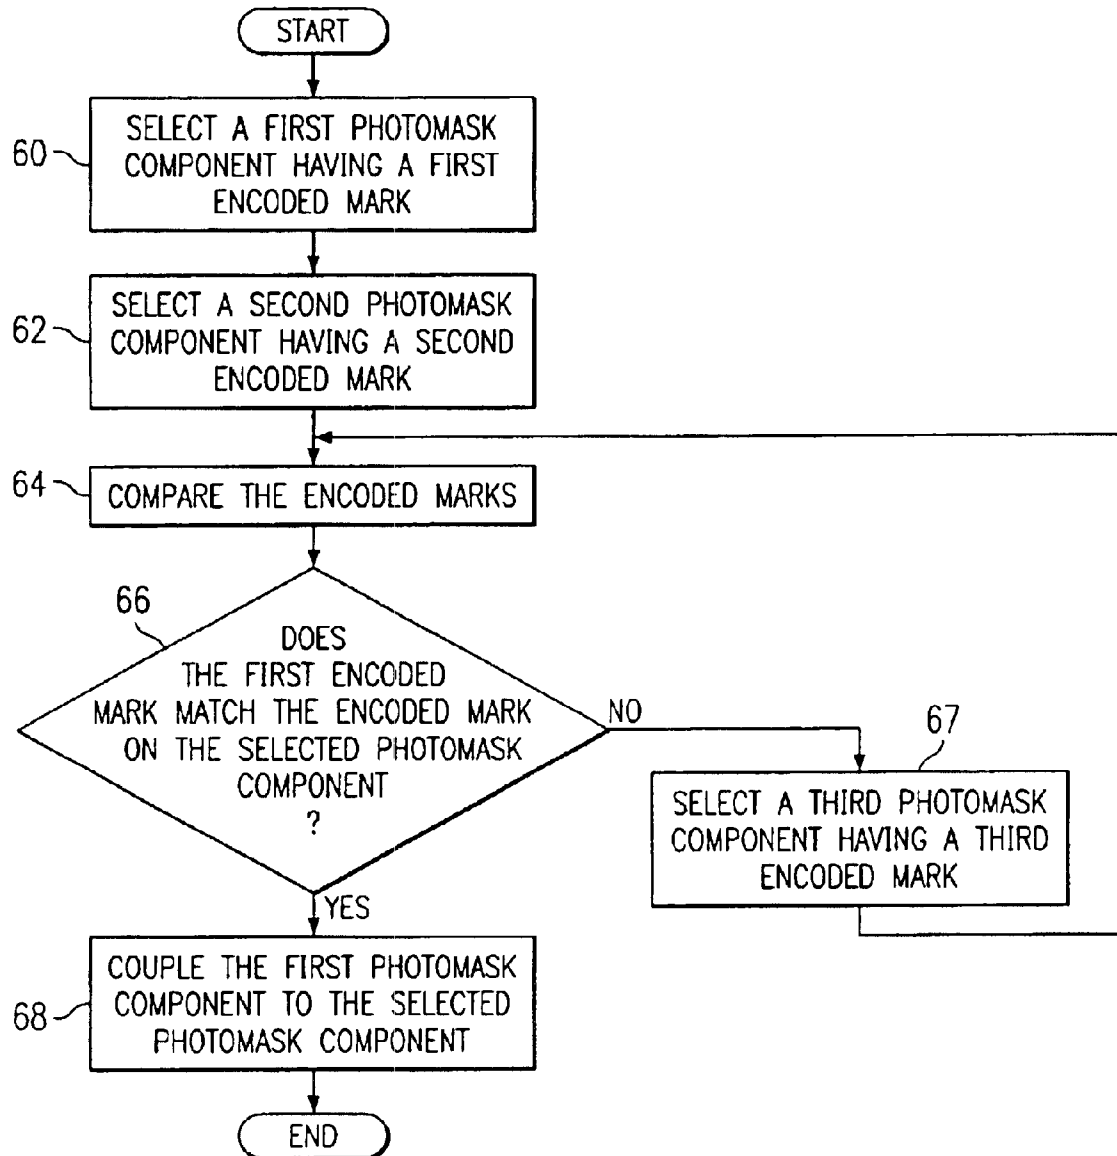 START
60
SELECT A FIRST PHOTOMASK
COMPONENT HAVING A FIRST
ENCODED MARK
62
SELECT A SECOND PHOTOMASK
COMPONENT HAVING A SECOND
ENCODED MARK
64
COMPARE THE ENCODED MARKS
66
DOES
THE FIRST ENCODED
MARK MATCH THE ENCODED MARK
ON THE SELECTED PHOTOMASK
COMPONENT
?
NO
67
SELECT A THIRD PHOTOMASK
COMPONENT HAVING A THIRD
ENCODED MARK
YES
68
COUPLE THE FIRST PHOTOMASK
COMPONENT TO THE SELECTED
PHOTOMASK COMPONENT
END